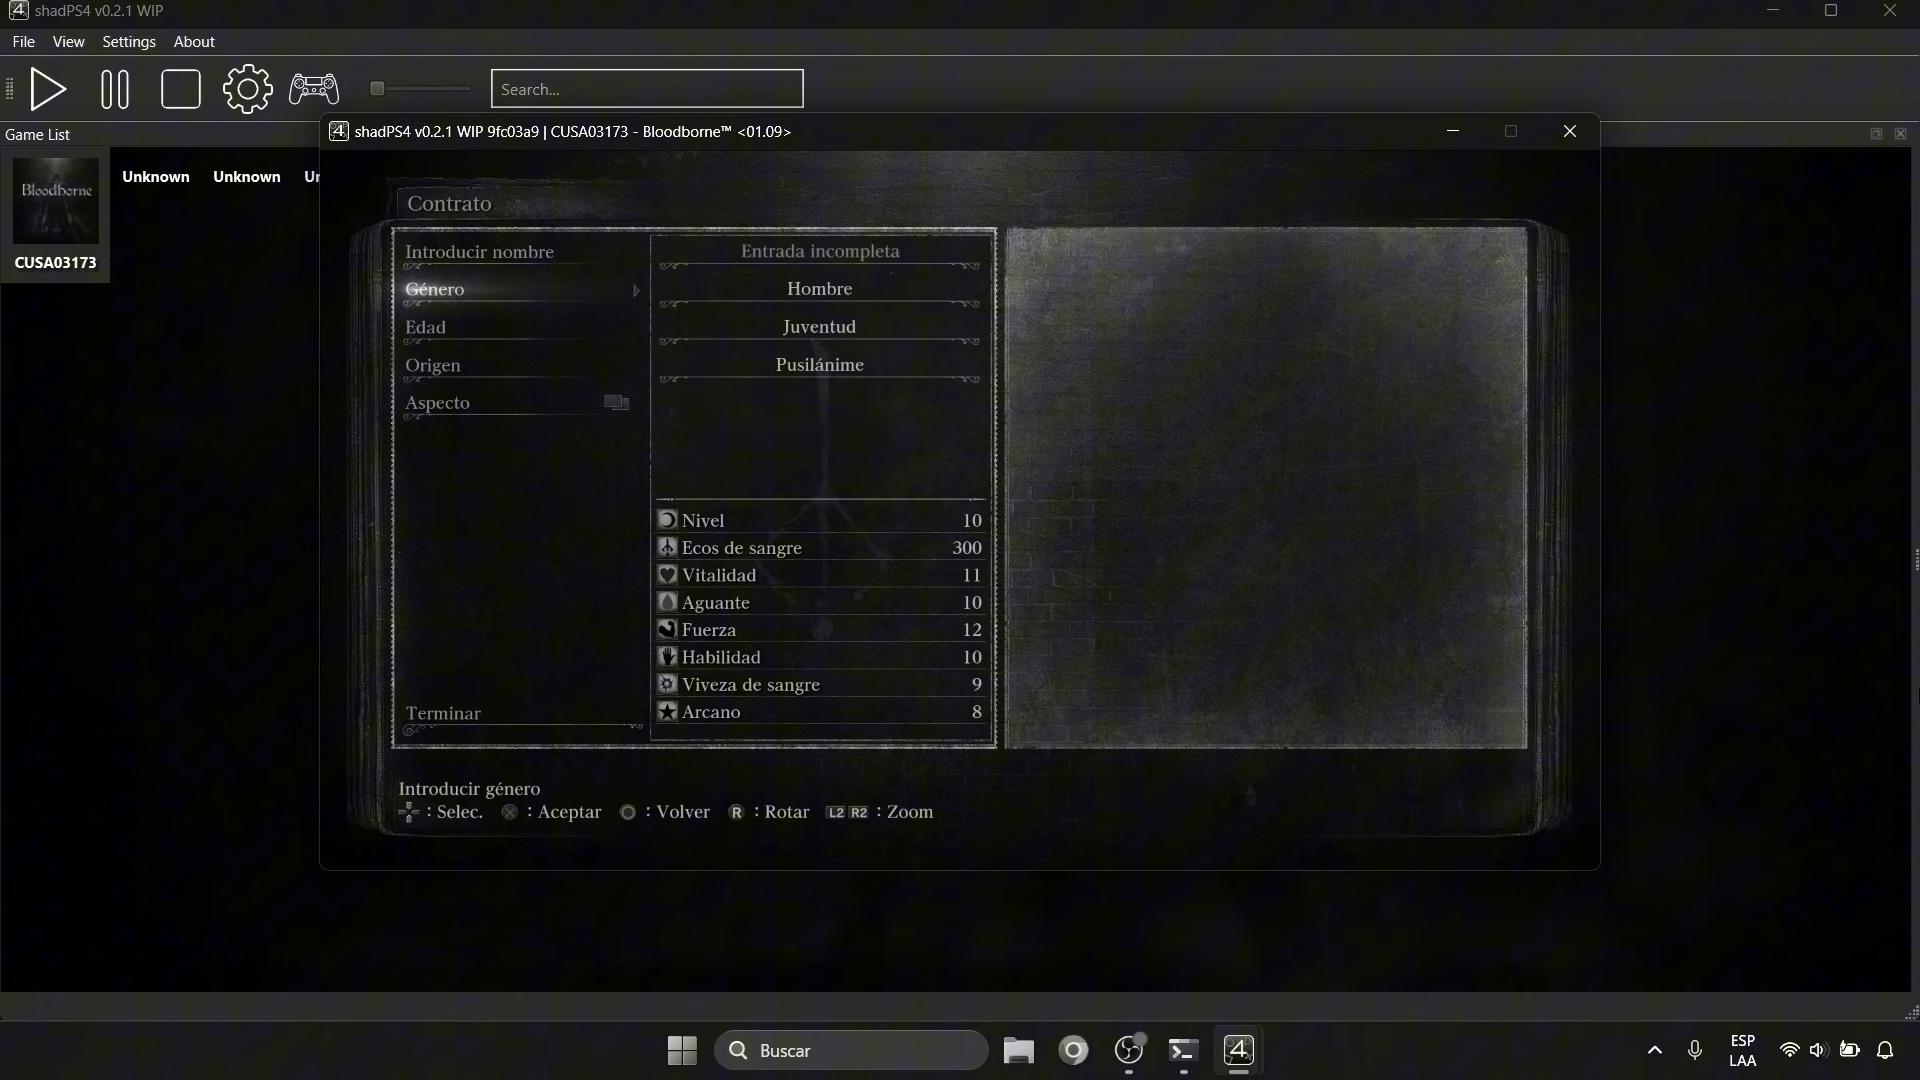 shadPS4 v0.2.1 WIP
File View Settings About
Search...
Game List
shadPS4 v0.2.1 WIP 9fc03a9 | CUSA03173 - Bloodborne™ <01.09>
Bloodborne
CUSA03173
Unknown Unknown Un
Contrato
Introducir nombre Entrada incompleta
Género Hombre
Edad Juventud
Origen Pusilánime
Aspecto
Nivel 10
Ecos de sangre 300
Vitalidad 11
Aguante 10
Fuerza 12
Habilidad 10
Viveza de sangre 9
Arcano 8
Terminar
Introducir género
: Selec. : Aceptar : Volver R : Rotar L2 R2 : Zoom
Buscar
ESP
LAA